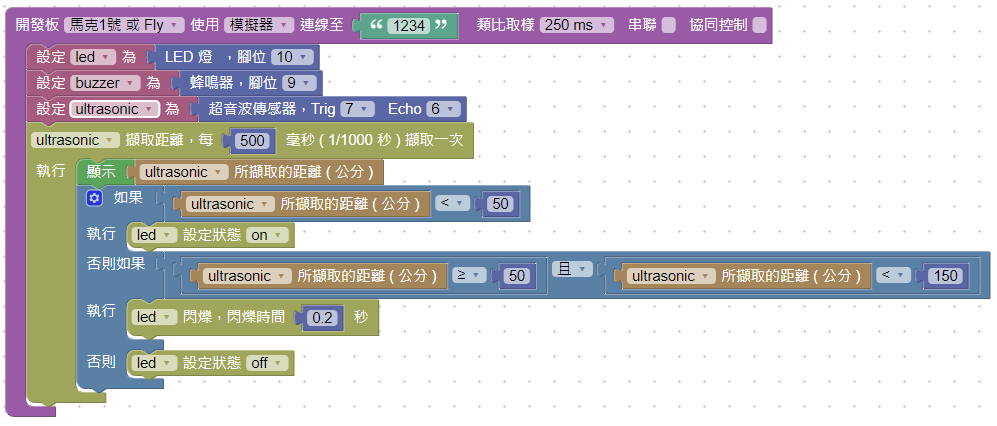 開發板 馬克1號 或 Fly 使用 模擬器 連線至 “ 1234 ” 類比取樣 250 ms 串聯 協同控制
設定 led 為 LED 燈 ，腳位 10
設定 buzzer 為 蜂鳴器，腳位 9
設定 ultrasonic 為 超音波傳感器，Trig 7 Echo 6
ultrasonic 擷取距離，每 500 毫秒 ( 1/1000 秒 ) 擷取一次
執行 顯示 ultrasonic 所擷取的距離 ( 公分 )
如果 ultrasonic 所擷取的距離 ( 公分 ) < 50
執行 led 設定狀態 on
否則如果 ultrasonic 所擷取的距離 ( 公分 ) ≥ 50 且 ultrasonic 所擷取的距離 ( 公分 ) < 150
執行 led 閃爍，閃爍時間 0.2 秒
否則 led 設定狀態 off